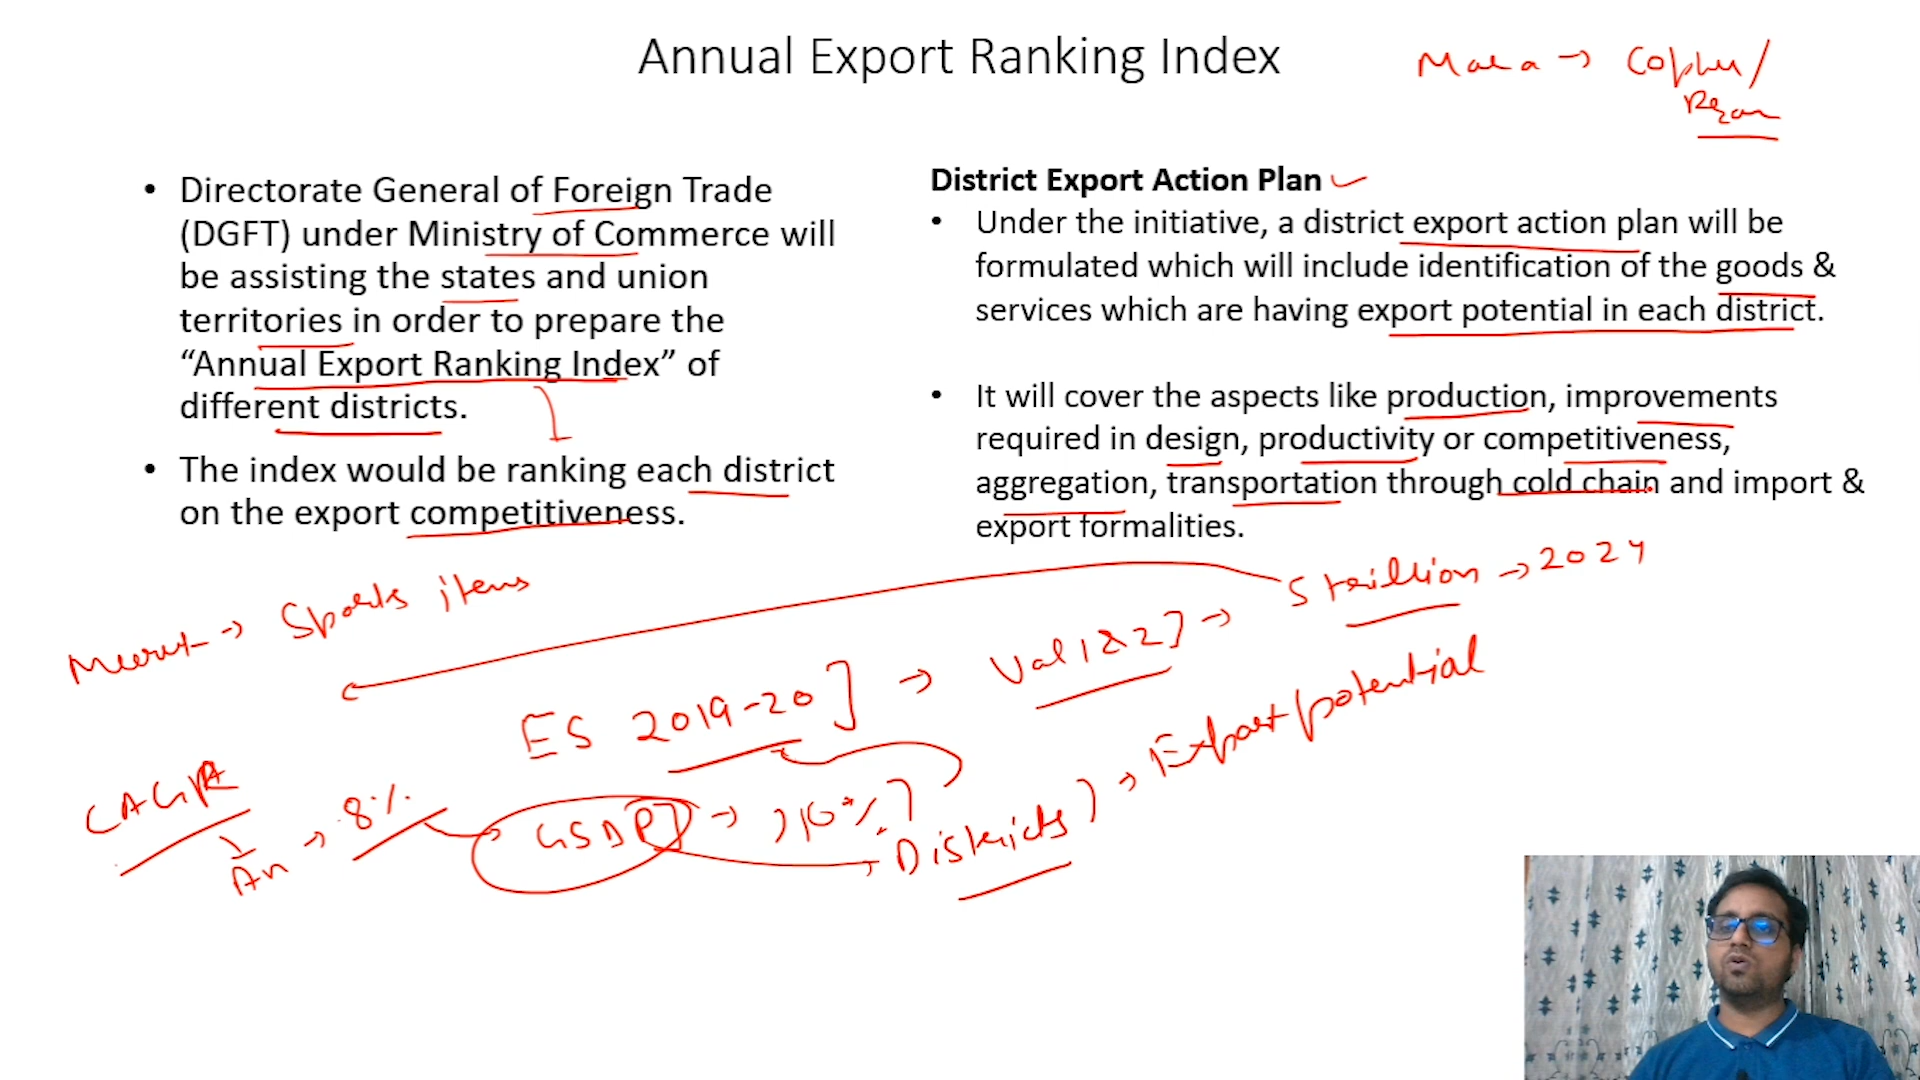 Annual Export Ranking Index
• Directorate General of Foreign Trade
(DGFT) under Ministry of Commerce will
be assisting the states and union
territories in order to prepare the
“Annual Export Ranking Index” of
different districts.
• The index would be ranking each district
on the export competitiveness.
District Export Action Plan
• Under the initiative, a district export action plan will be
formulated which will include identification of the goods &
services which are having export potential in each district.
• It will cover the aspects like production, improvements
required in design, productivity or competitiveness,
aggregation, transportation through cold chain and import &
export formalities.
Sports items
5 trillion → 2024
Vol 1 & 2] →
ES 2019-20] →
Export potential
CAGR
8%
GSDP →
Districts) →